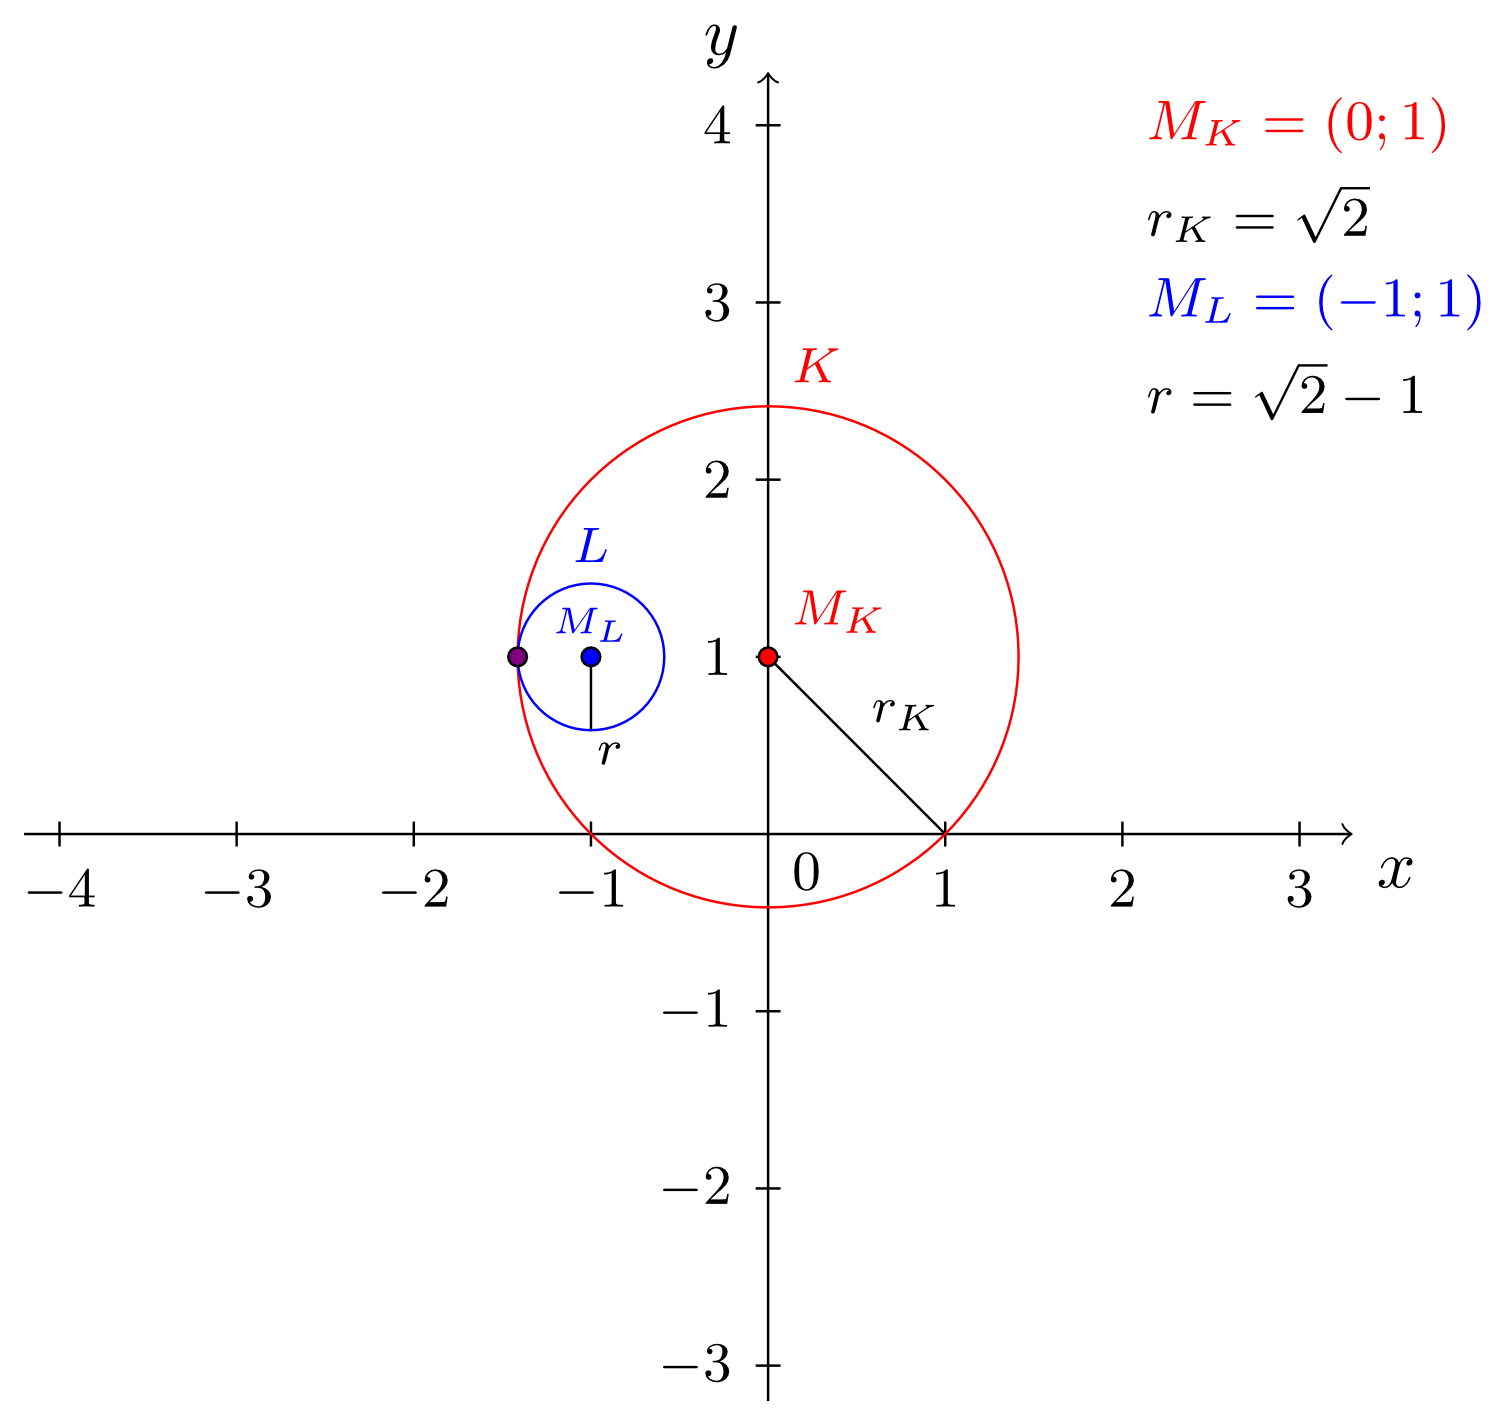 y
4
M_K = (0; 1)
r_K = √2
3
M_L = (−1; 1)
K
r = √2 − 1
2
L
M_L
M_K
1
r_K
r
0
x
−4 −3 −2 −1 1 2 3
−1
−2
−3